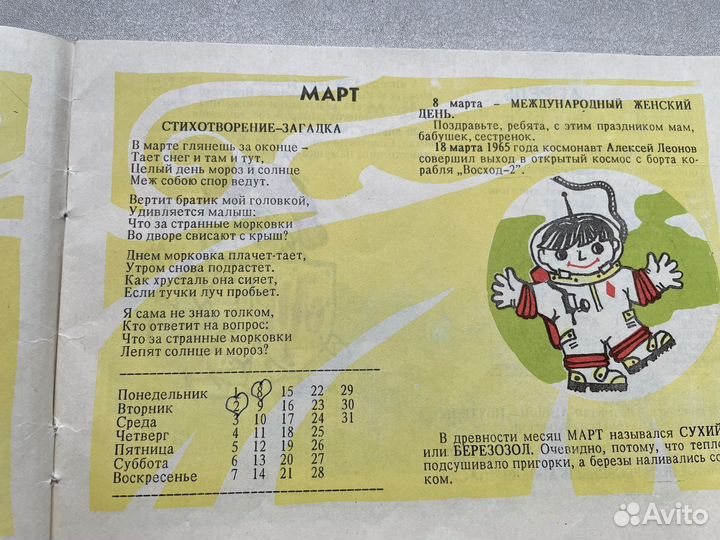 МАРТ
СТИХОТВОРЕНИЕ-ЗАГАДКА
В марте глянешь за оконце –
Тает снег и там и тут,
Целый день мороз и солнце
Меж собою спор ведут.
Вертит братик мой головкой,
Удивляется малыш:
Что за странные морковки
Во дворе свисают с крыш?
Днем морковка плачет-тает,
Утром снова подрастет.
Как хрусталь она сияет,
Если тучки луч пробьет.
Я сама не знаю толком,
Кто ответит на вопрос:
Что за странные морковки
Лепят солнце и мороз?
Понедельник 1 8 15 22 29
Вторник 2 9 16 23 30
Среда 3 10 17 24 31
Четверг 4 11 18 25
Пятница 5 12 19 26
Суббота 6 13 20 27
Воскресенье 7 14 21 28
8 марта – МЕЖДУНАРОДНЫЙ ЖЕНСКИЙ
ДЕНЬ.
Поздравьте, ребята, с этим праздником мам,
бабушек, сестренок.
18 марта 1965 года космонавт Алексей Леонов
совершил выход в открытый космос с борта ко-
рабля „Восход-2".
В древности месяц МАРТ назывался СУХИЙ
или БЕРЕЗОЗОЛ. Очевидно, потому, что тепло
подсушивало пригорки, а березы наливались со-
ком.
Avito